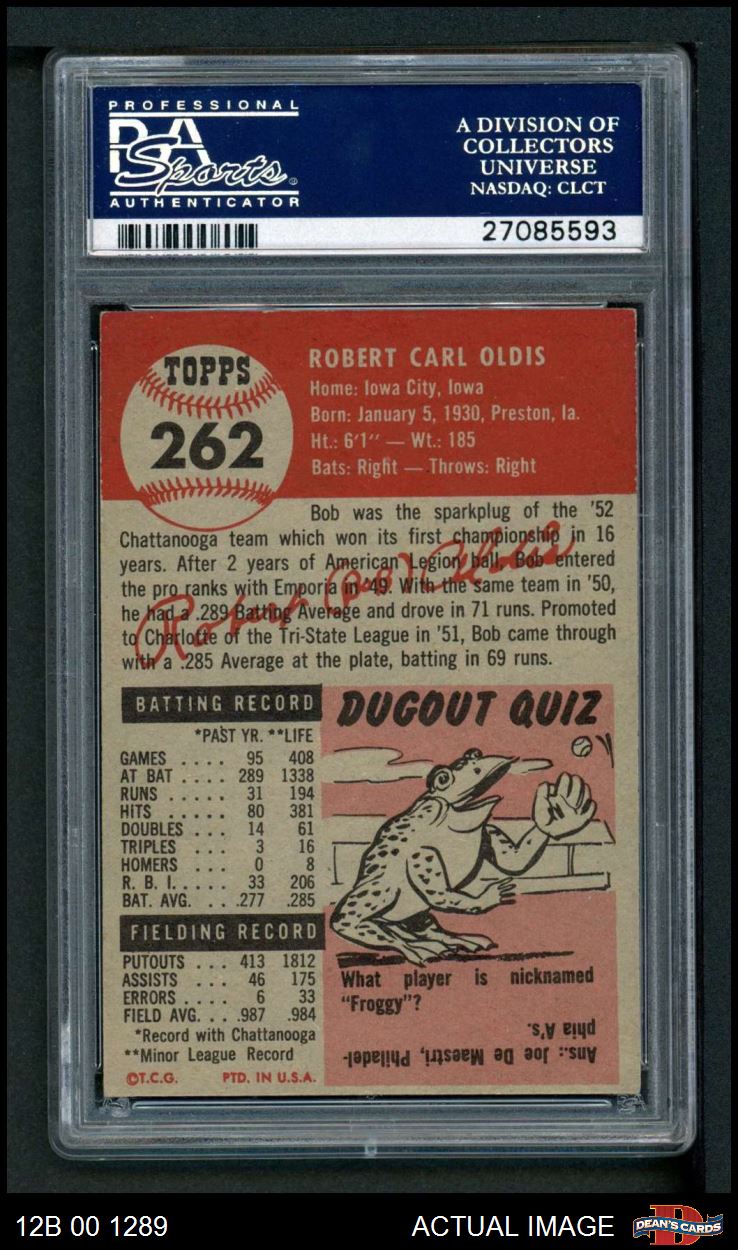 PROFESSIONAL
PSA
Sports
AUTHENTICATOR
A DIVISION OF
COLLECTORS
UNIVERSE
NASDAQ: CLCT
27085593
TOPPS
262
ROBERT CARL OLDIS
Home: Iowa City, Iowa
Born: January 5, 1930, Preston, Ia.
Ht.: 6'1" — Wt.: 185
Bats: Right — Throws: Right
Bob was the sparkplug of the '52
Chattanooga team which won its first championship in 16
years. After 2 years of American Legion ball, Bob entered
the pro ranks with Emporia in '49. With the same team in '50,
he had a .289 Batting Average and drove in 71 runs. Promoted
to Charlotte of the Tri-State League in '51, Bob came through
with a .285 Average at the plate, batting in 69 runs.
Robert (Bob) Oldis
BATTING RECORD
*PAST YR. **LIFE
GAMES .... 95 408
AT BAT .... 289 1338
RUNS ..... 31 194
HITS ..... 80 381
DOUBLES ... 14 61
TRIPLES ... 3 16
HOMERS ... 0 8
R. B. I. .... 33 206
BAT. AVG. ... .277 .285
FIELDING RECORD
PUTOUTS ... 413 1812
ASSISTS ... 46 175
ERRORS ... 6 33
FIELD AVG. .. .987 .984
*Record with Chattanooga
**Minor League Record
©T.C.G. PTD. IN U.S.A.
DUGOUT QUIZ
What player is nicknamed
"Froggy"?
Ans.: Joe De Maestri, Philadel-
phia A's.
12B 00 1289
ACTUAL IMAGE
D
DEAN'S CARDS